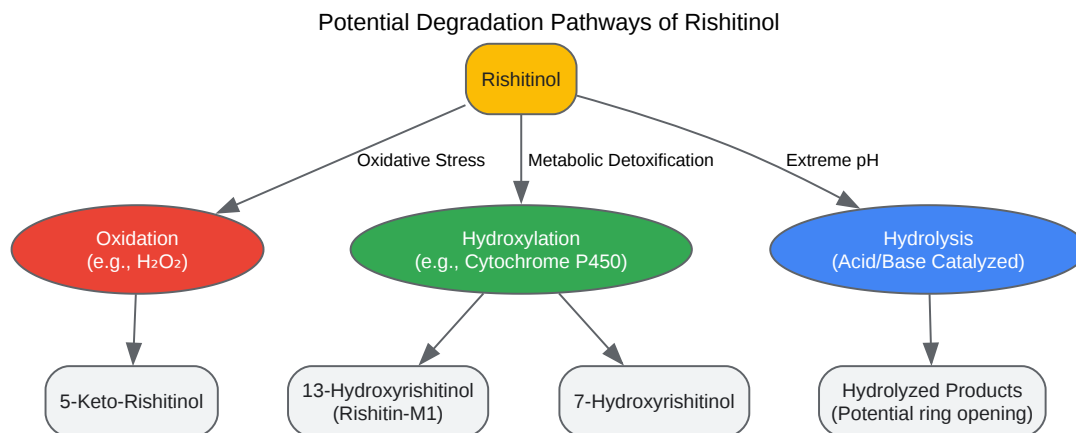 Potential Degradation Pathways of Rishitinol
Rishitinol
Oxidative Stress
Metabolic Detoxification
Extreme pH
Oxidation
(e.g., H₂O₂)
Hydroxylation
(e.g., Cytochrome P450)
Hydrolysis
(Acid/Base Catalyzed)
5-Keto-Rishitinol
13-Hydroxyrishitinol
(Rishitin-M1)
7-Hydroxyrishitinol
Hydrolyzed Products
(Potential ring opening)